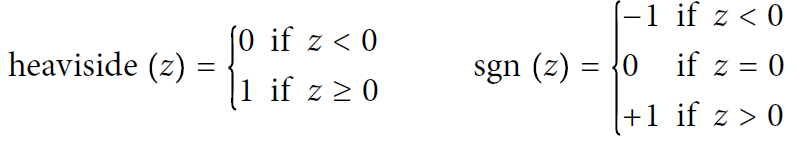 heaviside (z) = {0 if z < 0
1 if z ≥ 0
sgn (z) = {−1 if z < 0
0 if z = 0
+1 if z > 0